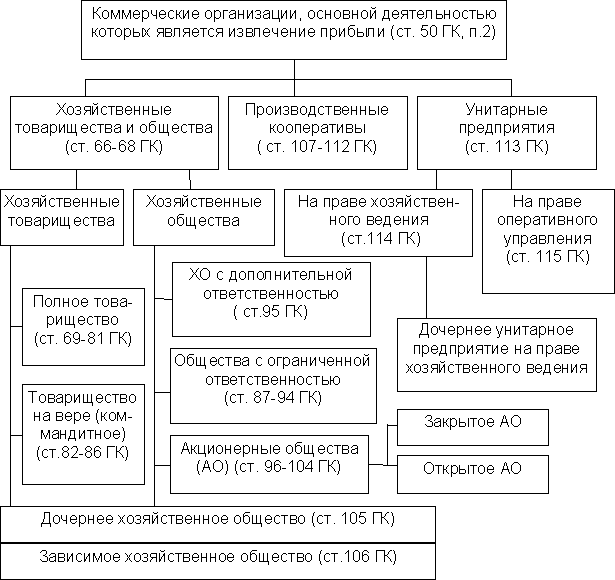 Коммерческие организации, основной деятельностью
которых является извлечение прибыли (ст. 50 ГК, п.2)
Хозяйственные
товарищества и общества
(ст. 66-68 ГК)
Производственные
кооперативы
( ст. 107-112 ГК)
Унитарные
предприятия
(ст. 113 ГК)
Хозяйственные
товарищества
Хозяйственные
общества
На праве хозяйствен-
ного ведения
(ст.114 ГК)
На праве
оперативного
управления
(ст. 115 ГК)
Полное това-
рищество
(ст. 69-81 ГК)
ХО с дополнительной
ответственностью
( ст.95 ГК)
Дочернее унитарное
предприятие на праве
хозяйственного ведения
Общества с ограниченной
ответственностью
(ст. 87-94 ГК)
Товарищество
на вере (ком-
мандитное)
(ст.82-86 ГК)
Акционерные общества
(АО) (ст. 96-104 ГК)
Закрытое АО
Открытое АО
Дочернее хозяйственное общество (ст. 105 ГК)
Зависимое хозяйственное общество (ст.106 ГК)